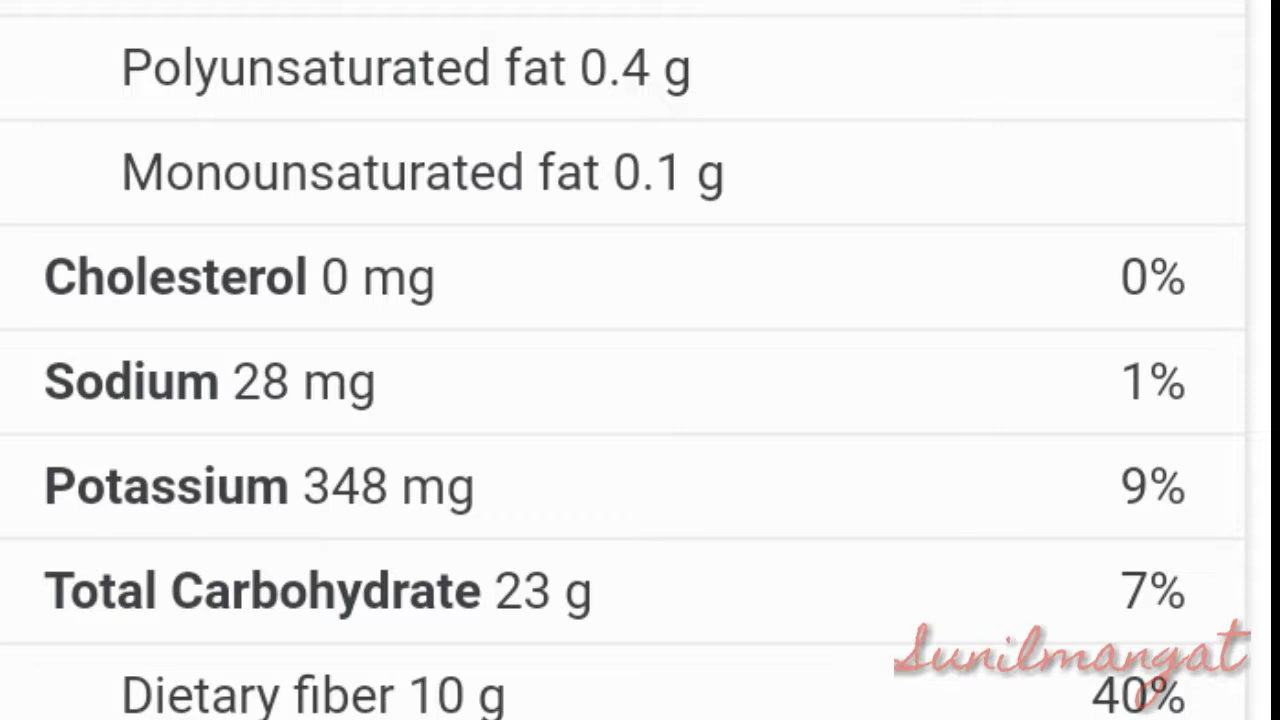 Polyunsaturated fat 0.4 g
Monounsaturated fat 0.1 g
Cholesterol 0 mg 0%
Sodium 28 mg 1%
Potassium 348 mg 9%
Total Carbohydrate 23 g 7%
Sunilmangat
Dietary fiber 10 g 40%